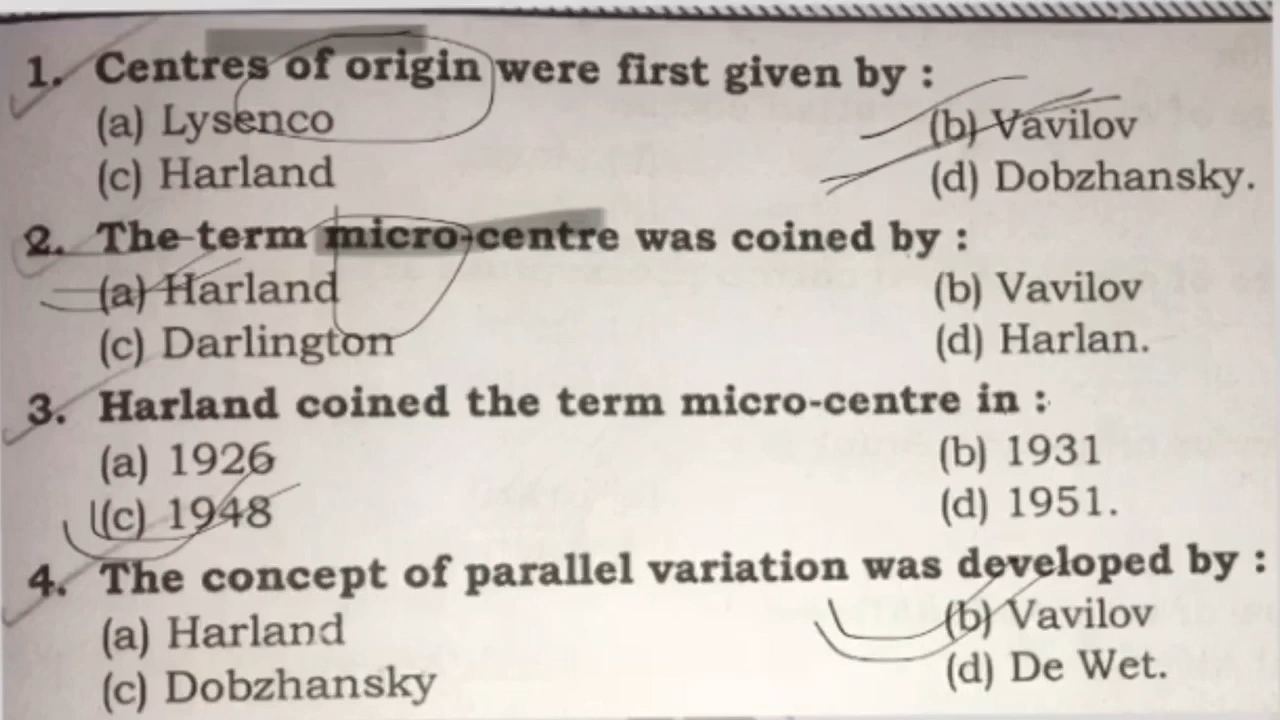 1. Centres of origin were first given by :
(a) Lysenco (b) Vavilov
(c) Harland (d) Dobzhansky.
2. The term micro-centre was coined by :
(a) Harland (b) Vavilov
(c) Darlington (d) Harlan.
3. Harland coined the term micro-centre in :
(a) 1926 (b) 1931
(c) 1948 (d) 1951.
4. The concept of parallel variation was developed by :
(a) Harland (b) Vavilov
(c) Dobzhansky (d) De Wet.